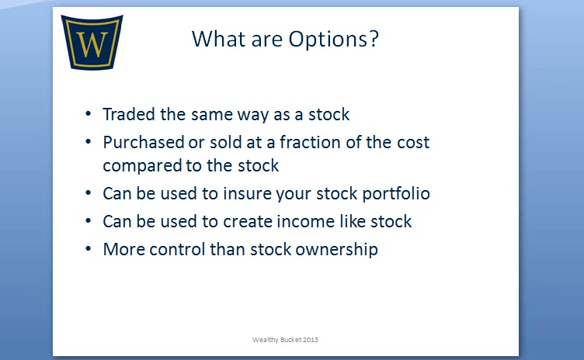 W
What are Options?
• Traded the same way as a stock
• Purchased or sold at a fraction of the cost
compared to the stock
• Can be used to insure your stock portfolio
• Can be used to create income like stock
• More control than stock ownership
Wealthy Bucket 2013